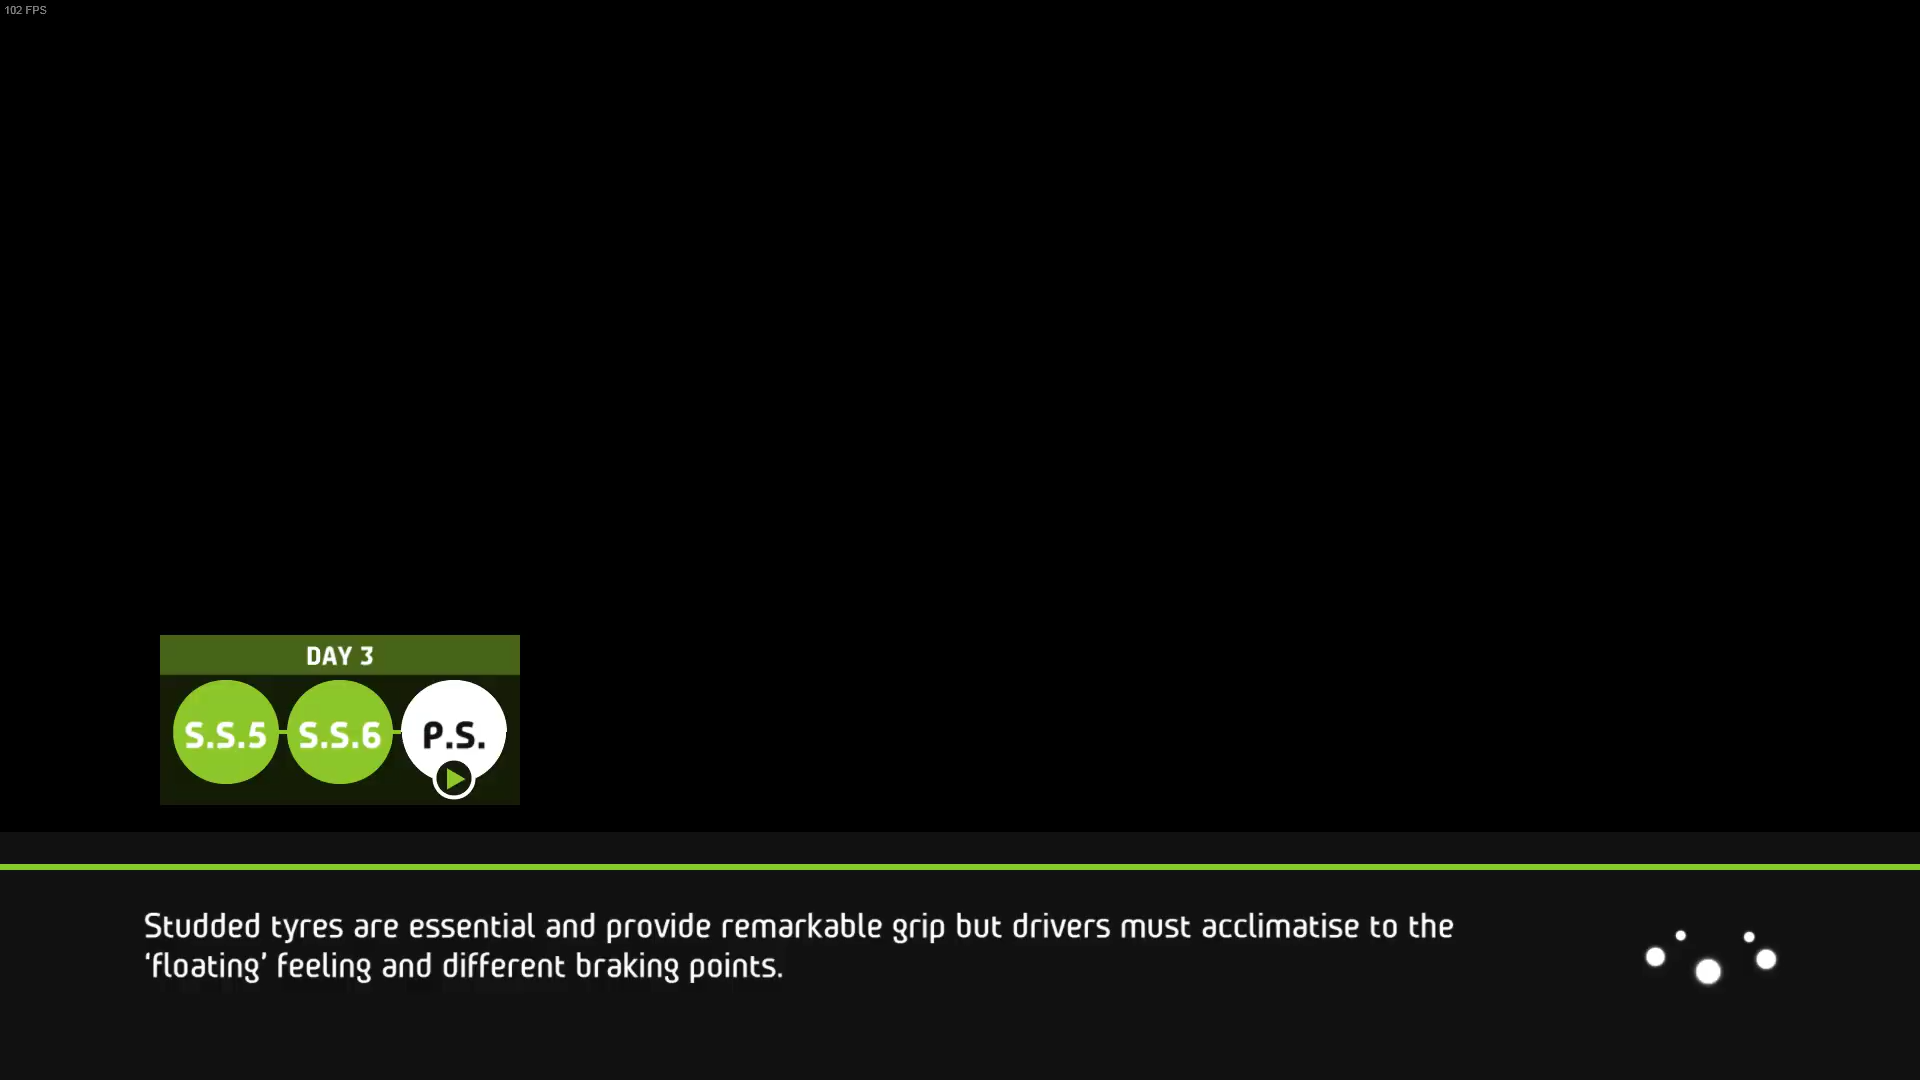 102 FPS
DAY 3
S.S.5 S.S.6 P.S.
Studded tyres are essential and provide remarkable grip but drivers must acclimatise to the
‘floating’ feeling and different braking points.